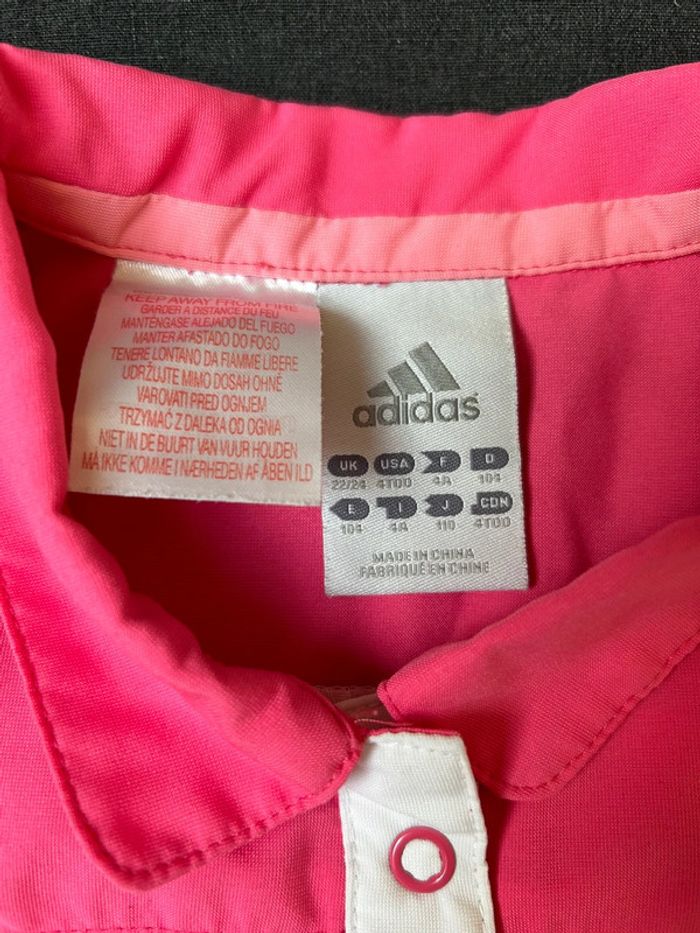 KEEP AWAY FROM FIRE
GARDER A DISTANCE DU FEU
MANTÉNGASE ALEJADO DEL FUEGO
MANTER AFASTADO DO FOGO
TENERE LONTANO DA FIAMME LIBERE
UDRŽUJTE MIMO DOSAH OHNĚ
VAROVATI PRED OGNJEM
TRZYMAĆ Z DALEKA OD OGNIA
NIET IN DE BUURT VAN VUUR HOUDEN
MÅ IKKE KOMME I NÆRHEDEN AF ÅBEN ILD
adidas
UK USA F D
22/24 4TOD 4A 104
E I J CDN
104 4A 110 4TOD
MADE IN CHINA
FABRIQUÉ EN CHINE